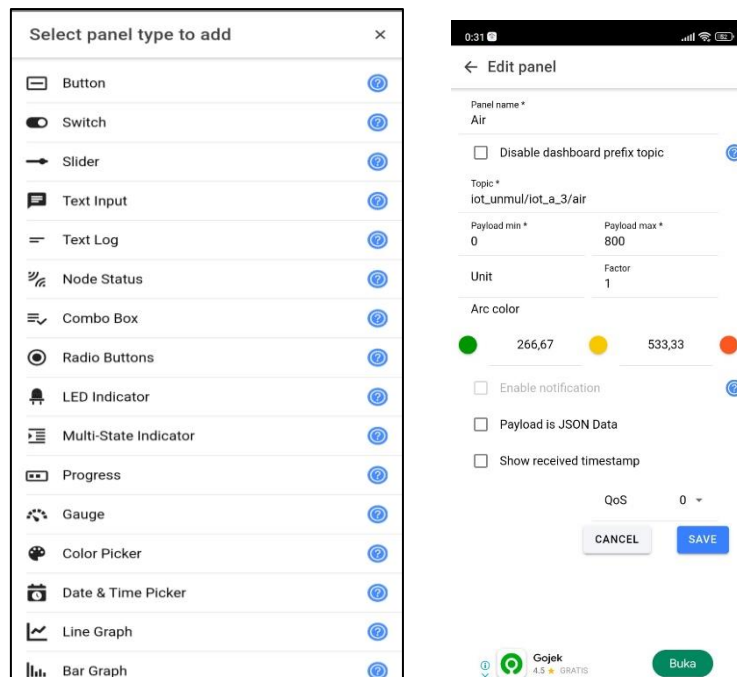 Select panel type to add
Button
Switch
Slider
Text Input
Text Log
Node Status
Combo Box
Radio Buttons
LED Indicator
Multi-State Indicator
Progress
Gauge
Color Picker
Date & Time Picker
Line Graph
Bar Graph
0:31
← Edit panel
Panel name *
Air
Disable dashboard prefix topic
Topic *
iot_unmul/iot_a_3/air
Payload min * Payload max *
0 800
Unit Factor
1
Arc color
266,67 533,33
Enable notification
Payload is JSON Data
Show received timestamp
QoS 0
CANCEL SAVE
Gojek
4.5 ★ GRATIS
Buka